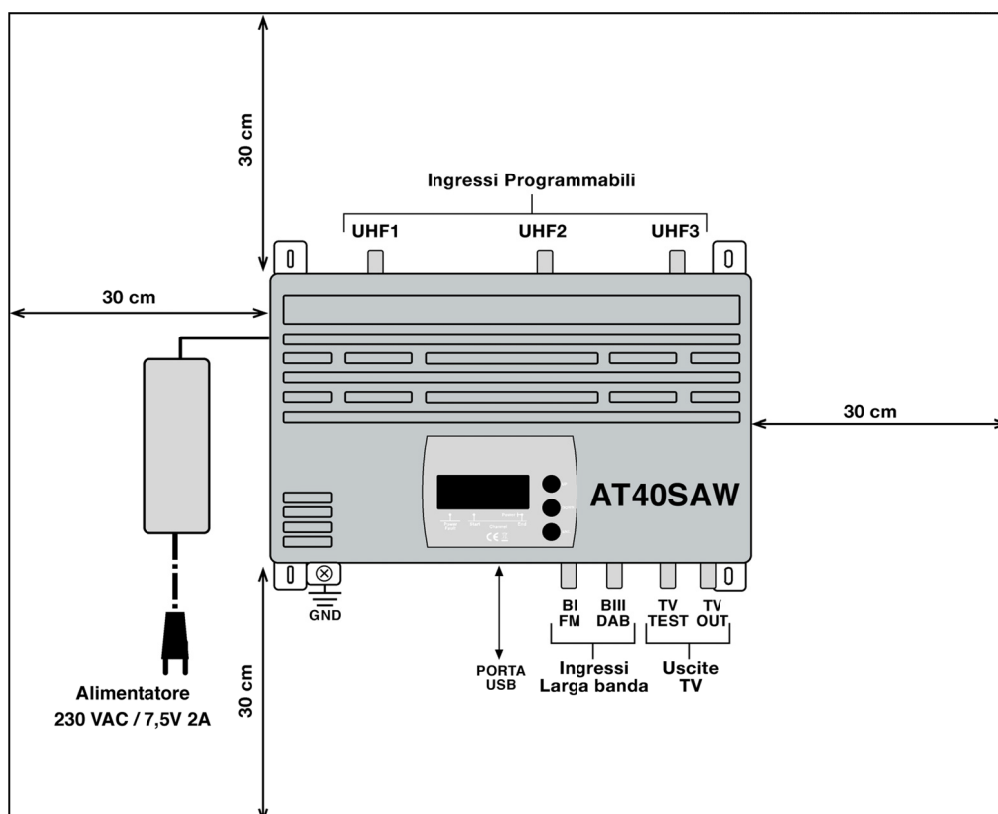 30 cm
Ingressi Programmabili
UHF1 UHF2 UHF3
30 cm
30 cm
AT40SAW
CE
GND
BI FM
BIII DAB
TV TEST
TV OUT
PORTA USB
Ingressi Larga banda
Uscite TV
Alimentatore
230 VAC / 7,5V 2A
30 cm